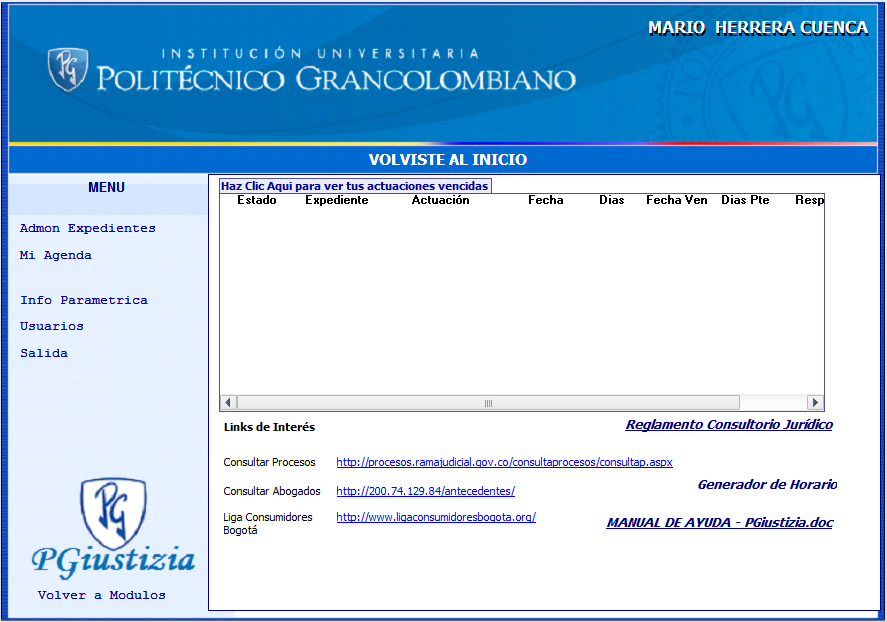 MARIO HERRERA CUENCA
INSTITUCIÓN UNIVERSITARIA
POLITÉCNICO GRANCOLOMBIANO
VOLVISTE AL INICIO
MENU
Admon Expedientes
Mi Agenda
Info Parametrica
Usuarios
Salida
PG
PGiustizia
Volver a Modulos
Haz Clic Aqui para ver tus actuaciones vencidas
Estado Expediente Actuación Fecha Dias Fecha Ven Dias Pte Resp
Links de Interés
Reglamento Consultorio Jurídico
Consultar Procesos http://procesos.ramajudicial.gov.co/consultaprocesos/consultap.aspx
Generador de Horario
Consultar Abogados http://200.74.129.84/antecedentes/
Liga Consumidores http://www.ligaconsumidoresbogota.org/
Bogotá
MANUAL DE AYUDA - PGiustizia.doc